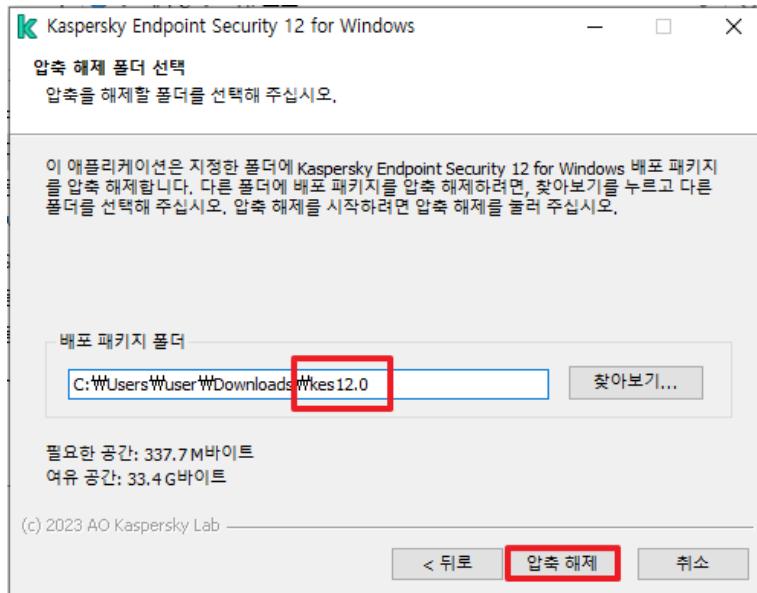 Kaspersky Endpoint Security 12 for Windows
압축 해제 폴더 선택
압축을 해제할 폴더를 선택해 주십시오.
이 애플리케이션은 지정한 폴더에 Kaspersky Endpoint Security 12 for Windows 배포 패키지
를 압축 해제합니다. 다른 폴더에 배포 패키지를 압축 해제하려면, 찾아보기를 누르고 다른
폴더를 선택해 주십시오. 압축 해제를 시작하려면 압축 해제를 눌러 주십시오.
배포 패키지 폴더
C:₩Users₩user₩Downloads₩kes12.0
찾아보기...
필요한 공간: 337.7 M바이트
여유 공간: 33.4 G바이트
(c) 2023 AO Kaspersky Lab
< 뒤로 압축 해제 취소